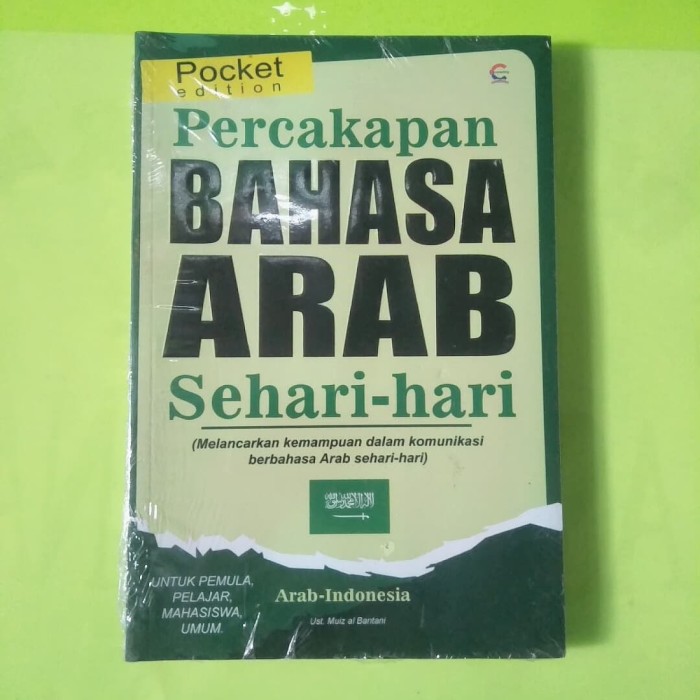 Pocket
edition
Percakapan
BAHASA
ARAB
Sehari-hari
(Melancarkan kemampuan dalam komunikasi
berbahasa Arab sehari-hari)
UNTUK PEMULA,
PELAJAR,
MAHASISWA,
UMUM.
Arab-Indonesia
Ust. Muiz al Bantani